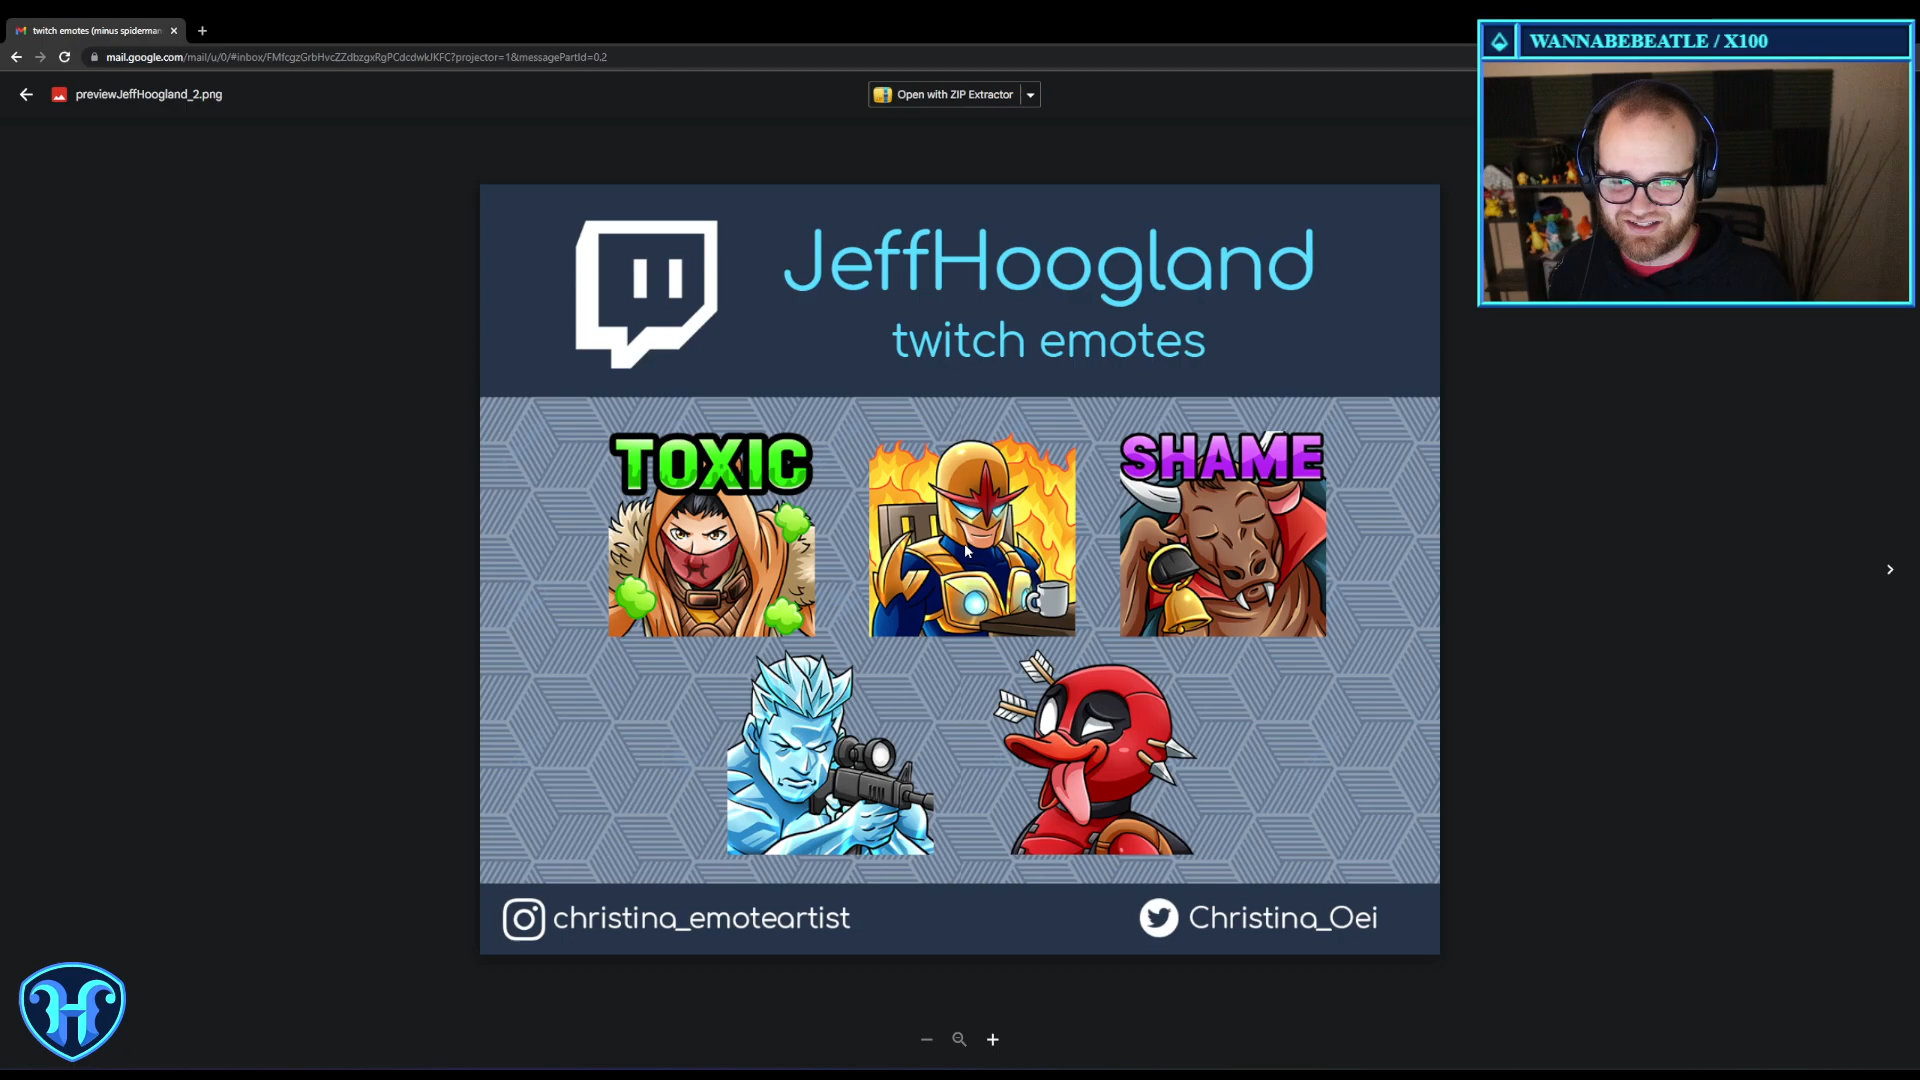 twitch emotes (minus spiderman
mail.google.com/mail/u/0/#inbox/FMfcgzGrbHvcZZdbzgxRgPCdcdwkJKFC?projector=1&messagePartId=0.2
WANNABEBEATLE / X100
previewJeffHoogland_2.png
Open with ZIP Extractor
JeffHoogland
twitch emotes
TOXIC
SHAME
christina_emoteartist
Christina_Oei